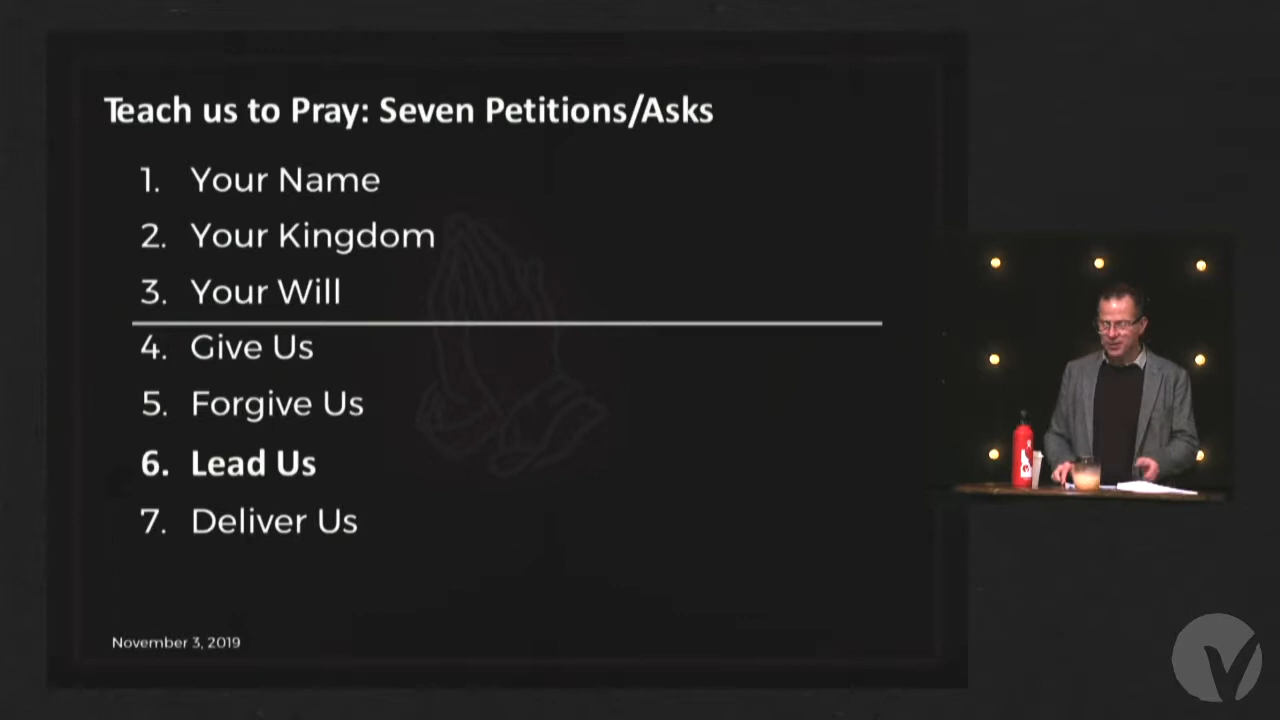 Teach us to Pray: Seven Petitions/Asks
1. Your Name
2. Your Kingdom
3. Your Will
4. Give Us
5. Forgive Us
6. Lead Us
7. Deliver Us
November 3, 2019